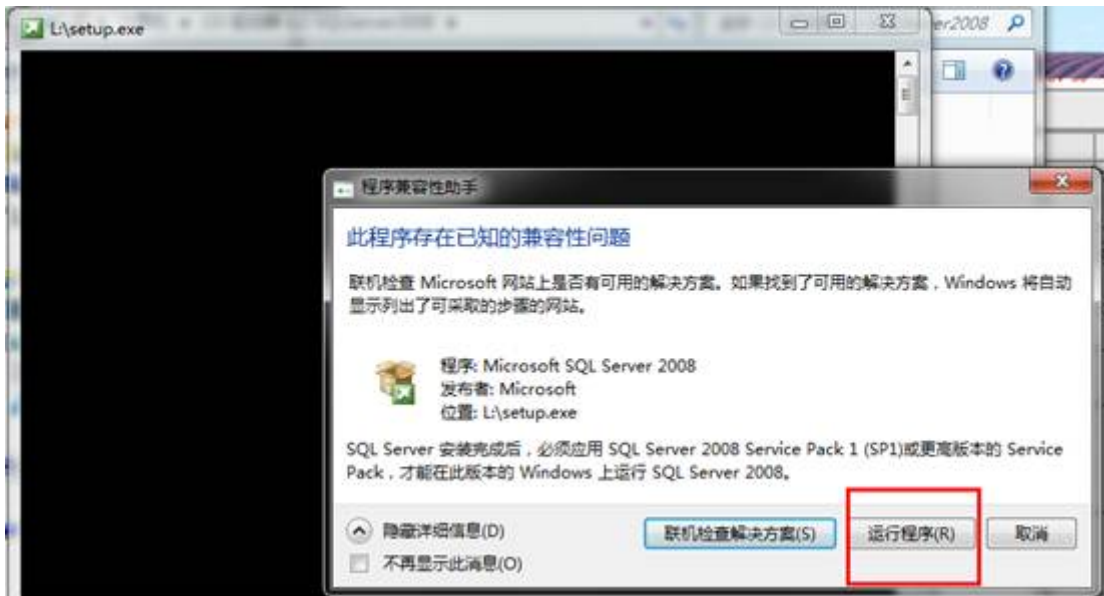 L:\setup.exe
er2008
程序兼容性助手
此程序存在已知的兼容性问题
联机检查 Microsoft 网站上是否有可用的解决方案。如果找到了可用的解决方案，Windows 将自动
显示列出了可采取的步骤的网站。
程序: Microsoft SQL Server 2008
发布者: Microsoft
位置: L:\setup.exe
SQL Server 安装完成后，必须应用 SQL Server 2008 Service Pack 1 (SP1)或更高版本的 Service
Pack，才能在此版本的 Windows 上运行 SQL Server 2008。
隐藏详细信息(D)
联机检查解决方案(S)
运行程序(R)
取消
不再显示此消息(O)